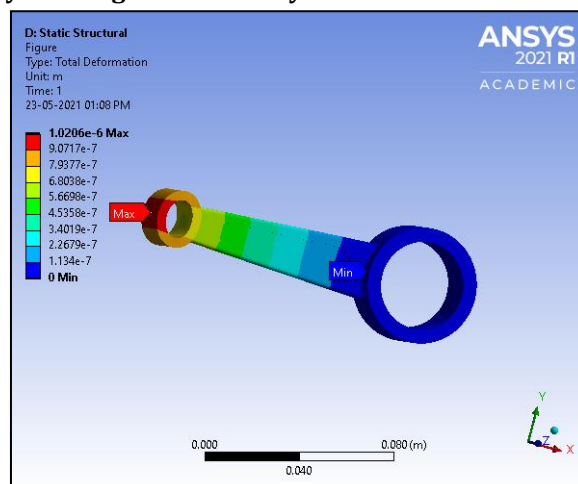 D: Static Structural
Figure
Type: Total Deformation
Unit: m
Time: 1
23-05-2021 01:08 PM
ANSYS
2021 R1
ACADEMIC
1.0206e-6 Max
9.0717e-7
7.9377e-7
6.8038e-7
5.6698e-7
4.5358e-7
3.4019e-7
2.2679e-7
1.134e-7
0 Min
Max
Min
0.000
0.080 (m)
0.040
Y
Z
X